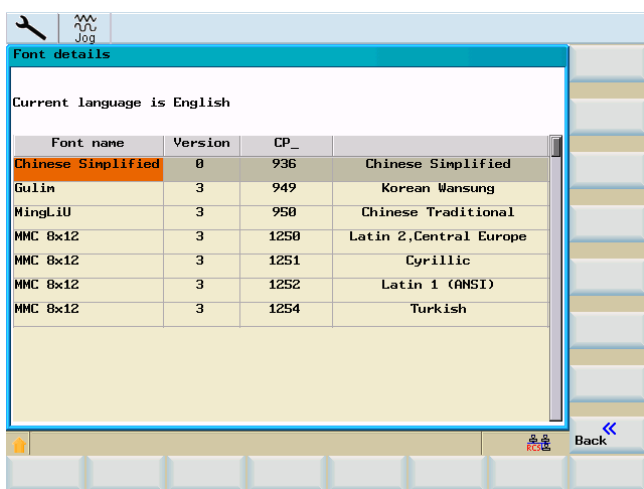 Jog
Font details
Current language is English
Font name Version CP_
Chinese Simplified 0 936 Chinese Simplified
Gulim 3 949 Korean Wansung
MingLiU 3 950 Chinese Traditional
MMC 8x12 3 1250 Latin 2,Central Europe
MMC 8x12 3 1251 Cyrillic
MMC 8x12 3 1252 Latin 1 (ANSI)
MMC 8x12 3 1254 Turkish
RCS
Back